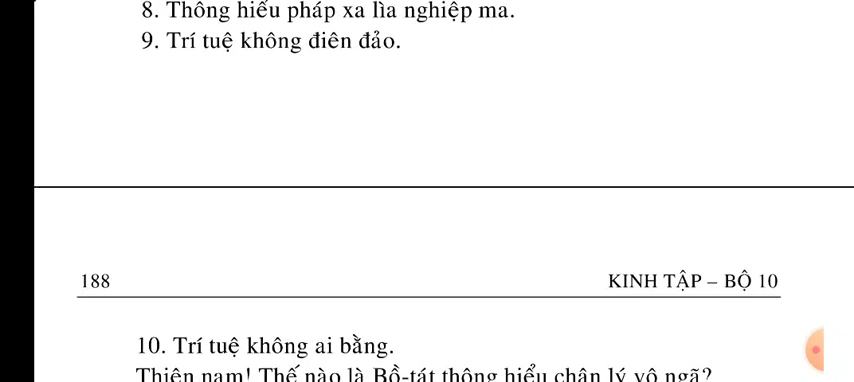 8. Thông hiểu pháp xa lìa nghiệp ma.
9. Trí tuệ không điên đảo.
188
KINH TẬP – BỘ 10
10. Trí tuệ không ai bằng.
Thiện nam! Thế nào là Bồ-tát thông hiểu chân lý vô ngã?